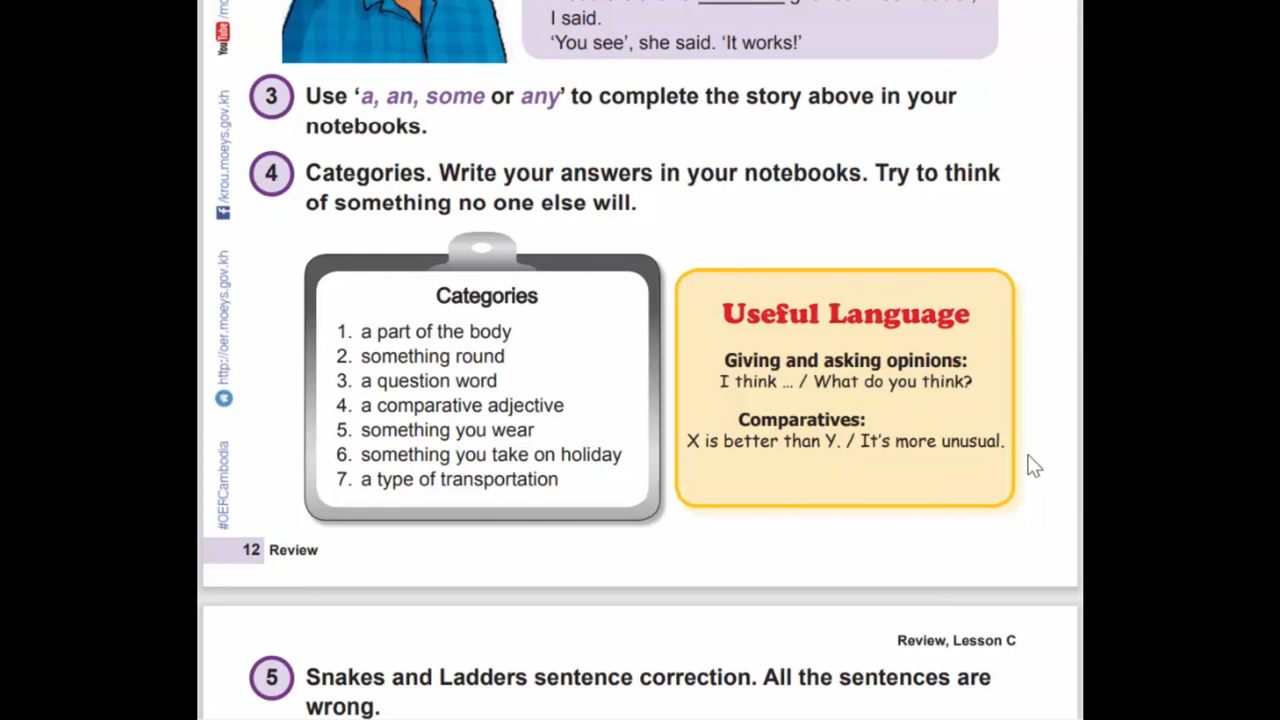 I said.
‘You see’, she said. ‘It works!’
3 Use ‘a, an, some or any’ to complete the story above in your
notebooks.
4 Categories. Write your answers in your notebooks. Try to think
of something no one else will.
Categories
1. a part of the body
2. something round
3. a question word
4. a comparative adjective
5. something you wear
6. something you take on holiday
7. a type of transportation
Useful Language
Giving and asking opinions:
I think ... / What do you think?
Comparatives:
X is better than Y. / It’s more unusual.
YouTube /mo
/krou.moeys.gov.kh
http://oer.moeys.gov.kh
#OERCambodia
12 Review
Review, Lesson C
5 Snakes and Ladders sentence correction. All the sentences are
wrong.